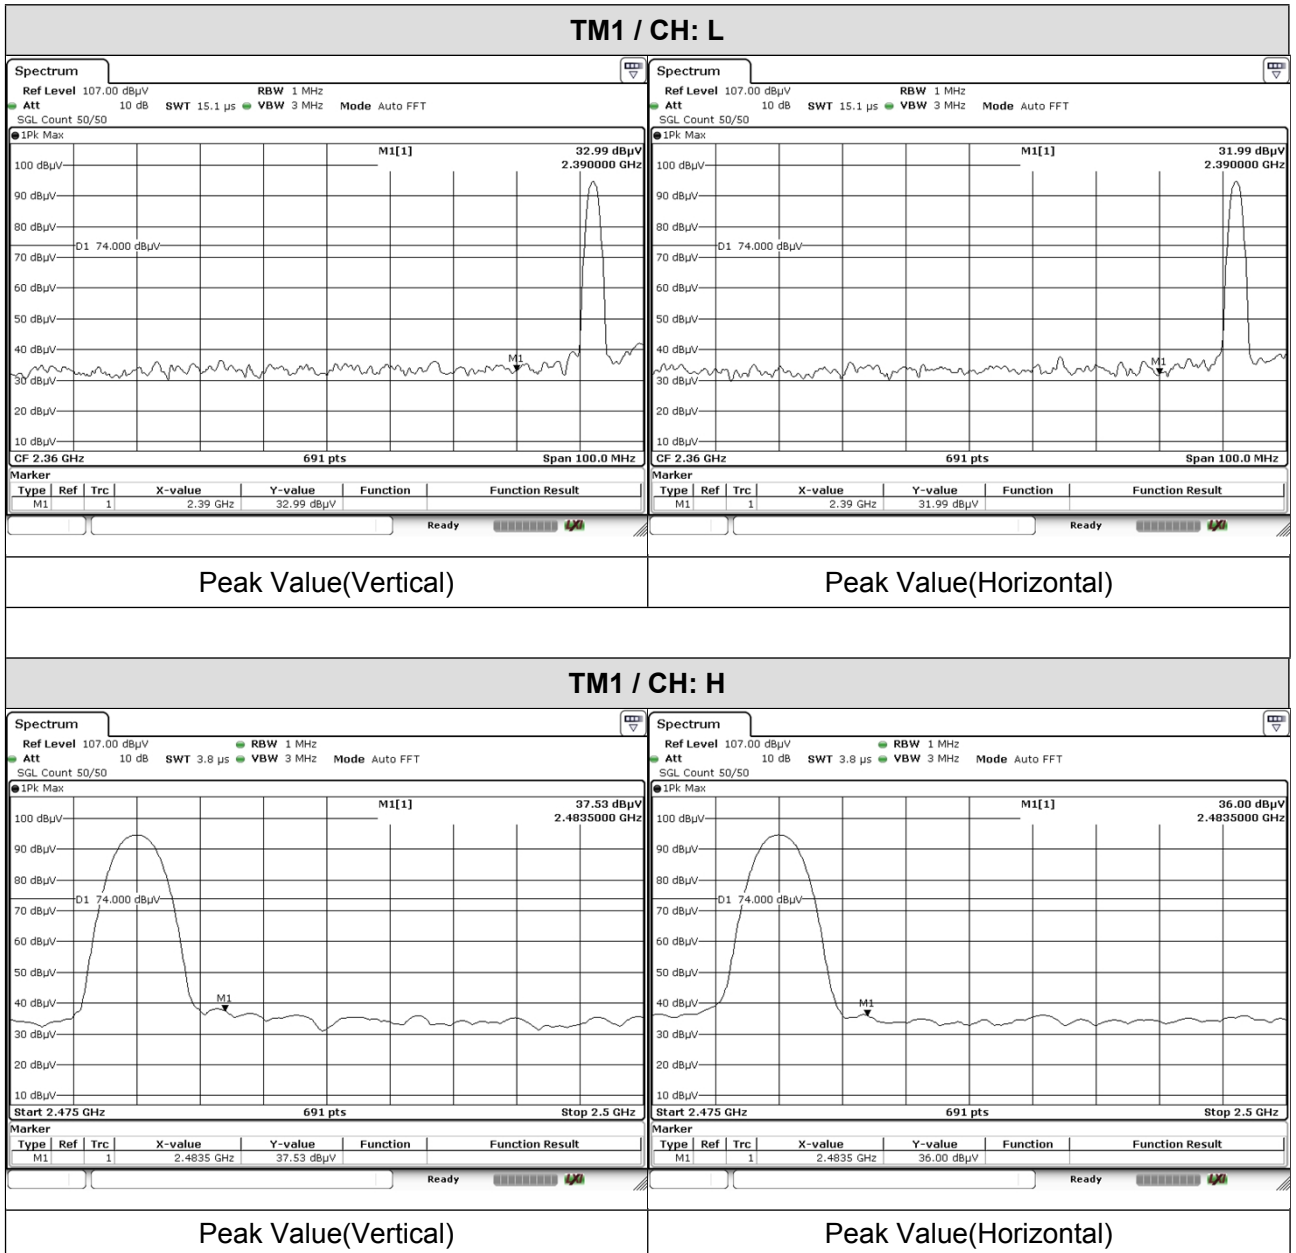 TM1 / CH: L
Spectrum
Ref Level 107.00 dBµV RBW 1 MHz
Att 10 dB SWT 15.1 µs VBW 3 MHz Mode Auto FFT
SGL Count 50/50
1Pk Max
M1[1] 32.99 dBµV
2.390000 GHz
100 dBµV
90 dBµV
80 dBµV
D1 74.000 dBµV
70 dBµV
60 dBµV
50 dBµV
40 dBµV
M1
30 dBµV
20 dBµV
10 dBµV
CF 2.36 GHz 691 pts Span 100.0 MHz
Marker
Type Ref Trc X-value Y-value Function Function Result
M1 1 2.39 GHz 32.99 dBµV
Ready LXI
Spectrum
Ref Level 107.00 dBµV RBW 1 MHz
Att 10 dB SWT 15.1 µs VBW 3 MHz Mode Auto FFT
SGL Count 50/50
1Pk Max
M1[1] 31.99 dBµV
2.390000 GHz
100 dBµV
90 dBµV
80 dBµV
D1 74.000 dBµV
70 dBµV
60 dBµV
50 dBµV
40 dBµV
M1
30 dBµV
20 dBµV
10 dBµV
CF 2.36 GHz 691 pts Span 100.0 MHz
Marker
Type Ref Trc X-value Y-value Function Function Result
M1 1 2.39 GHz 31.99 dBµV
Ready LXI
Peak Value(Vertical)
Peak Value(Horizontal)
TM1 / CH: H
Spectrum
Ref Level 107.00 dBµV RBW 1 MHz
Att 10 dB SWT 3.8 µs VBW 3 MHz Mode Auto FFT
SGL Count 50/50
1Pk Max
M1[1] 37.53 dBµV
2.4835000 GHz
100 dBµV
90 dBµV
80 dBµV
D1 74.000 dBµV
70 dBµV
60 dBµV
50 dBµV
40 dBµV
M1
30 dBµV
20 dBµV
10 dBµV
Start 2.475 GHz 691 pts Stop 2.5 GHz
Marker
Type Ref Trc X-value Y-value Function Function Result
M1 1 2.4835 GHz 37.53 dBµV
Ready LXI
Spectrum
Ref Level 107.00 dBµV RBW 1 MHz
Att 10 dB SWT 3.8 µs VBW 3 MHz Mode Auto FFT
SGL Count 50/50
1Pk Max
M1[1] 36.00 dBµV
2.4835000 GHz
100 dBµV
90 dBµV
80 dBµV
D1 74.000 dBµV
70 dBµV
60 dBµV
50 dBµV
40 dBµV
M1
30 dBµV
20 dBµV
10 dBµV
Start 2.475 GHz 691 pts Stop 2.5 GHz
Marker
Type Ref Trc X-value Y-value Function Function Result
M1 1 2.4835 GHz 36.00 dBµV
Ready LXI
Peak Value(Vertical)
Peak Value(Horizontal)